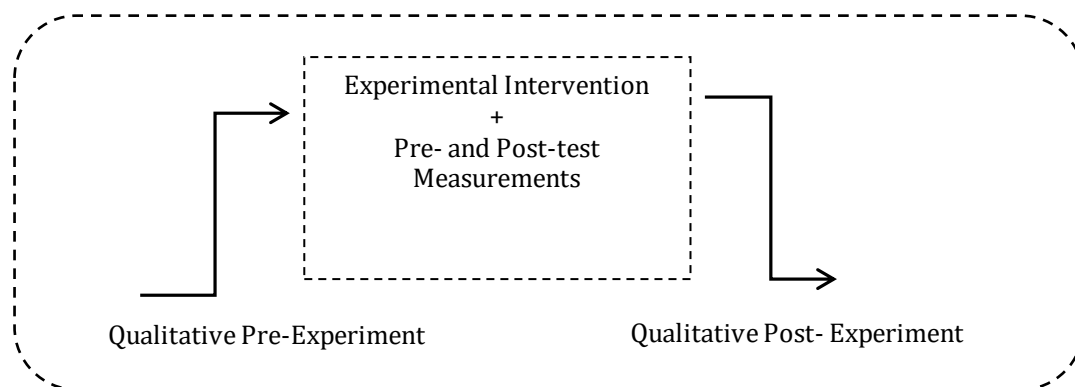 Experimental Intervention
+
Pre- and Post-test
Measurements
Qualitative Pre-Experiment
Qualitative Post- Experiment